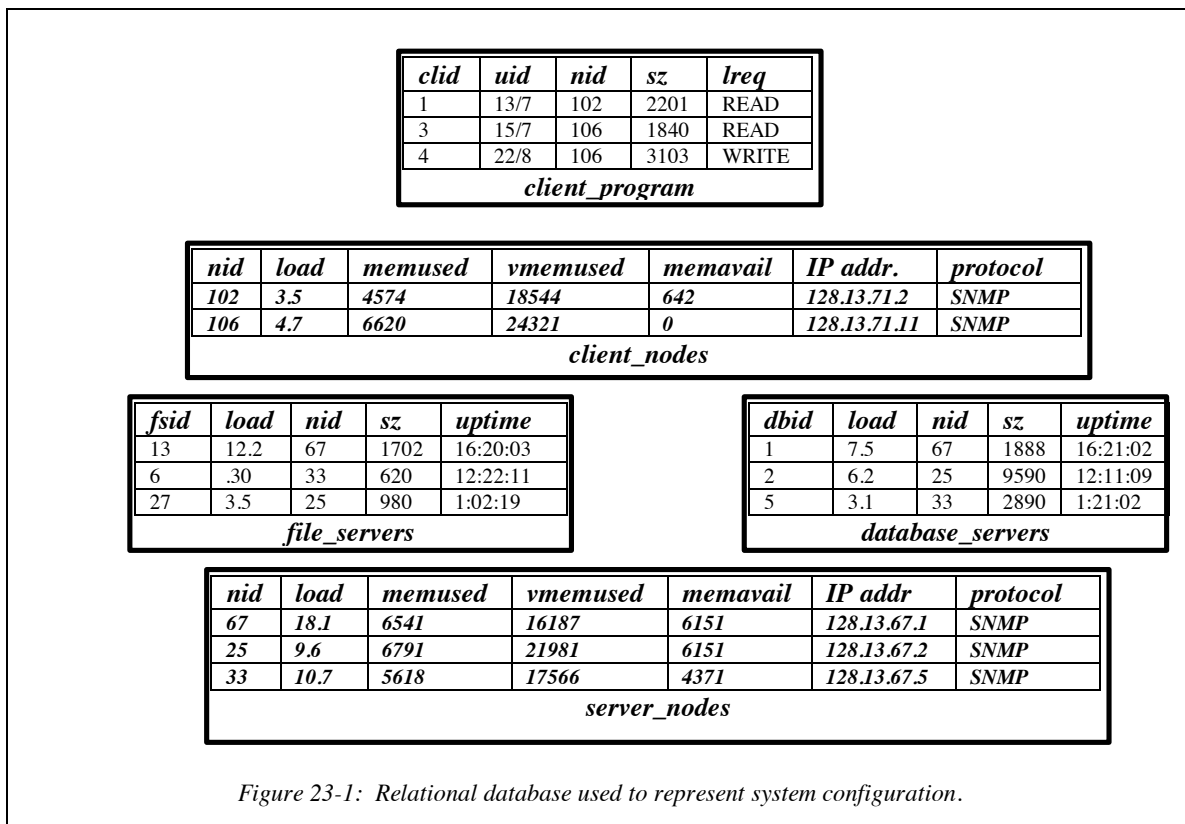 clid uid nid sz lreq
1 13/7 102 2201 READ
3 15/7 106 1840 READ
4 22/8 106 3103 WRITE
client_program
nid load memused vmemused memavail IP addr. protocol
102 3.5 4574 18544 642 128.13.71.2 SNMP
106 4.7 6620 24321 0 128.13.71.11 SNMP
client_nodes
fsid load nid sz uptime
13 12.2 67 1702 16:20:03
6 .30 33 620 12:22:11
27 3.5 25 980 1:02:19
file_servers
dbid load nid sz uptime
1 7.5 67 1888 16:21:02
2 6.2 25 9590 12:11:09
5 3.1 33 2890 1:21:02
database_servers
nid load memused vmemused memavail IP addr protocol
67 18.1 6541 16187 6151 128.13.67.1 SNMP
25 9.6 6791 21981 6151 128.13.67.2 SNMP
33 10.7 5618 17566 4371 128.13.67.5 SNMP
server_nodes
Figure 23-1: Relational database used to represent system configuration.